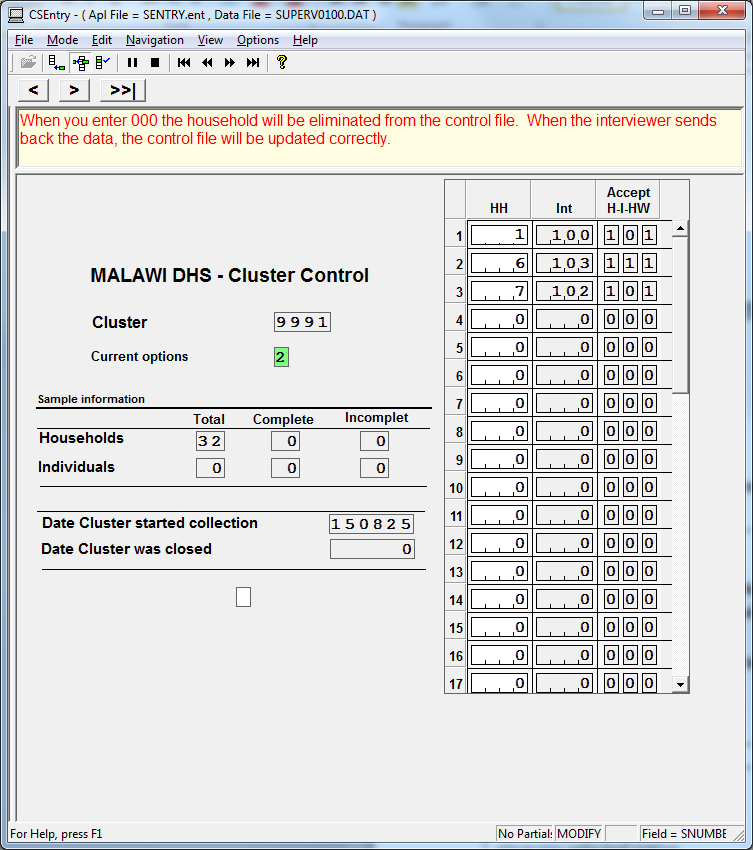 CSEntry - ( Apl File = SENTRY.ent , Data File = SUPERV0100.DAT )
File Mode Edit Navigation View Options Help
< > >>|
When you enter 000 the household will be eliminated from the control file. When the interviewer sends
back the data, the control file will be updated correctly.
MALAWI DHS - Cluster Control
Cluster 9991
Current options 2
Sample information
Total Complete Incomplet
Households 32 0 0
Individuals 0 0 0
Date Cluster started collection 150825
Date Cluster was closed 0
HH Int Accept
H-I-HW
1 1 100 1 0 1
2 6 103 1 1 1
3 7 102 1 0 1
4 0 0 0 0 0
5 0 0 0 0 0
6 0 0 0 0 0
7 0 0 0 0 0
8 0 0 0 0 0
9 0 0 0 0 0
10 0 0 0 0 0
11 0 0 0 0 0
12 0 0 0 0 0
13 0 0 0 0 0
14 0 0 0 0 0
15 0 0 0 0 0
16 0 0 0 0 0
17 0 0 0 0 0
For Help, press F1 No Partials MODIFY Field = SNUMBE